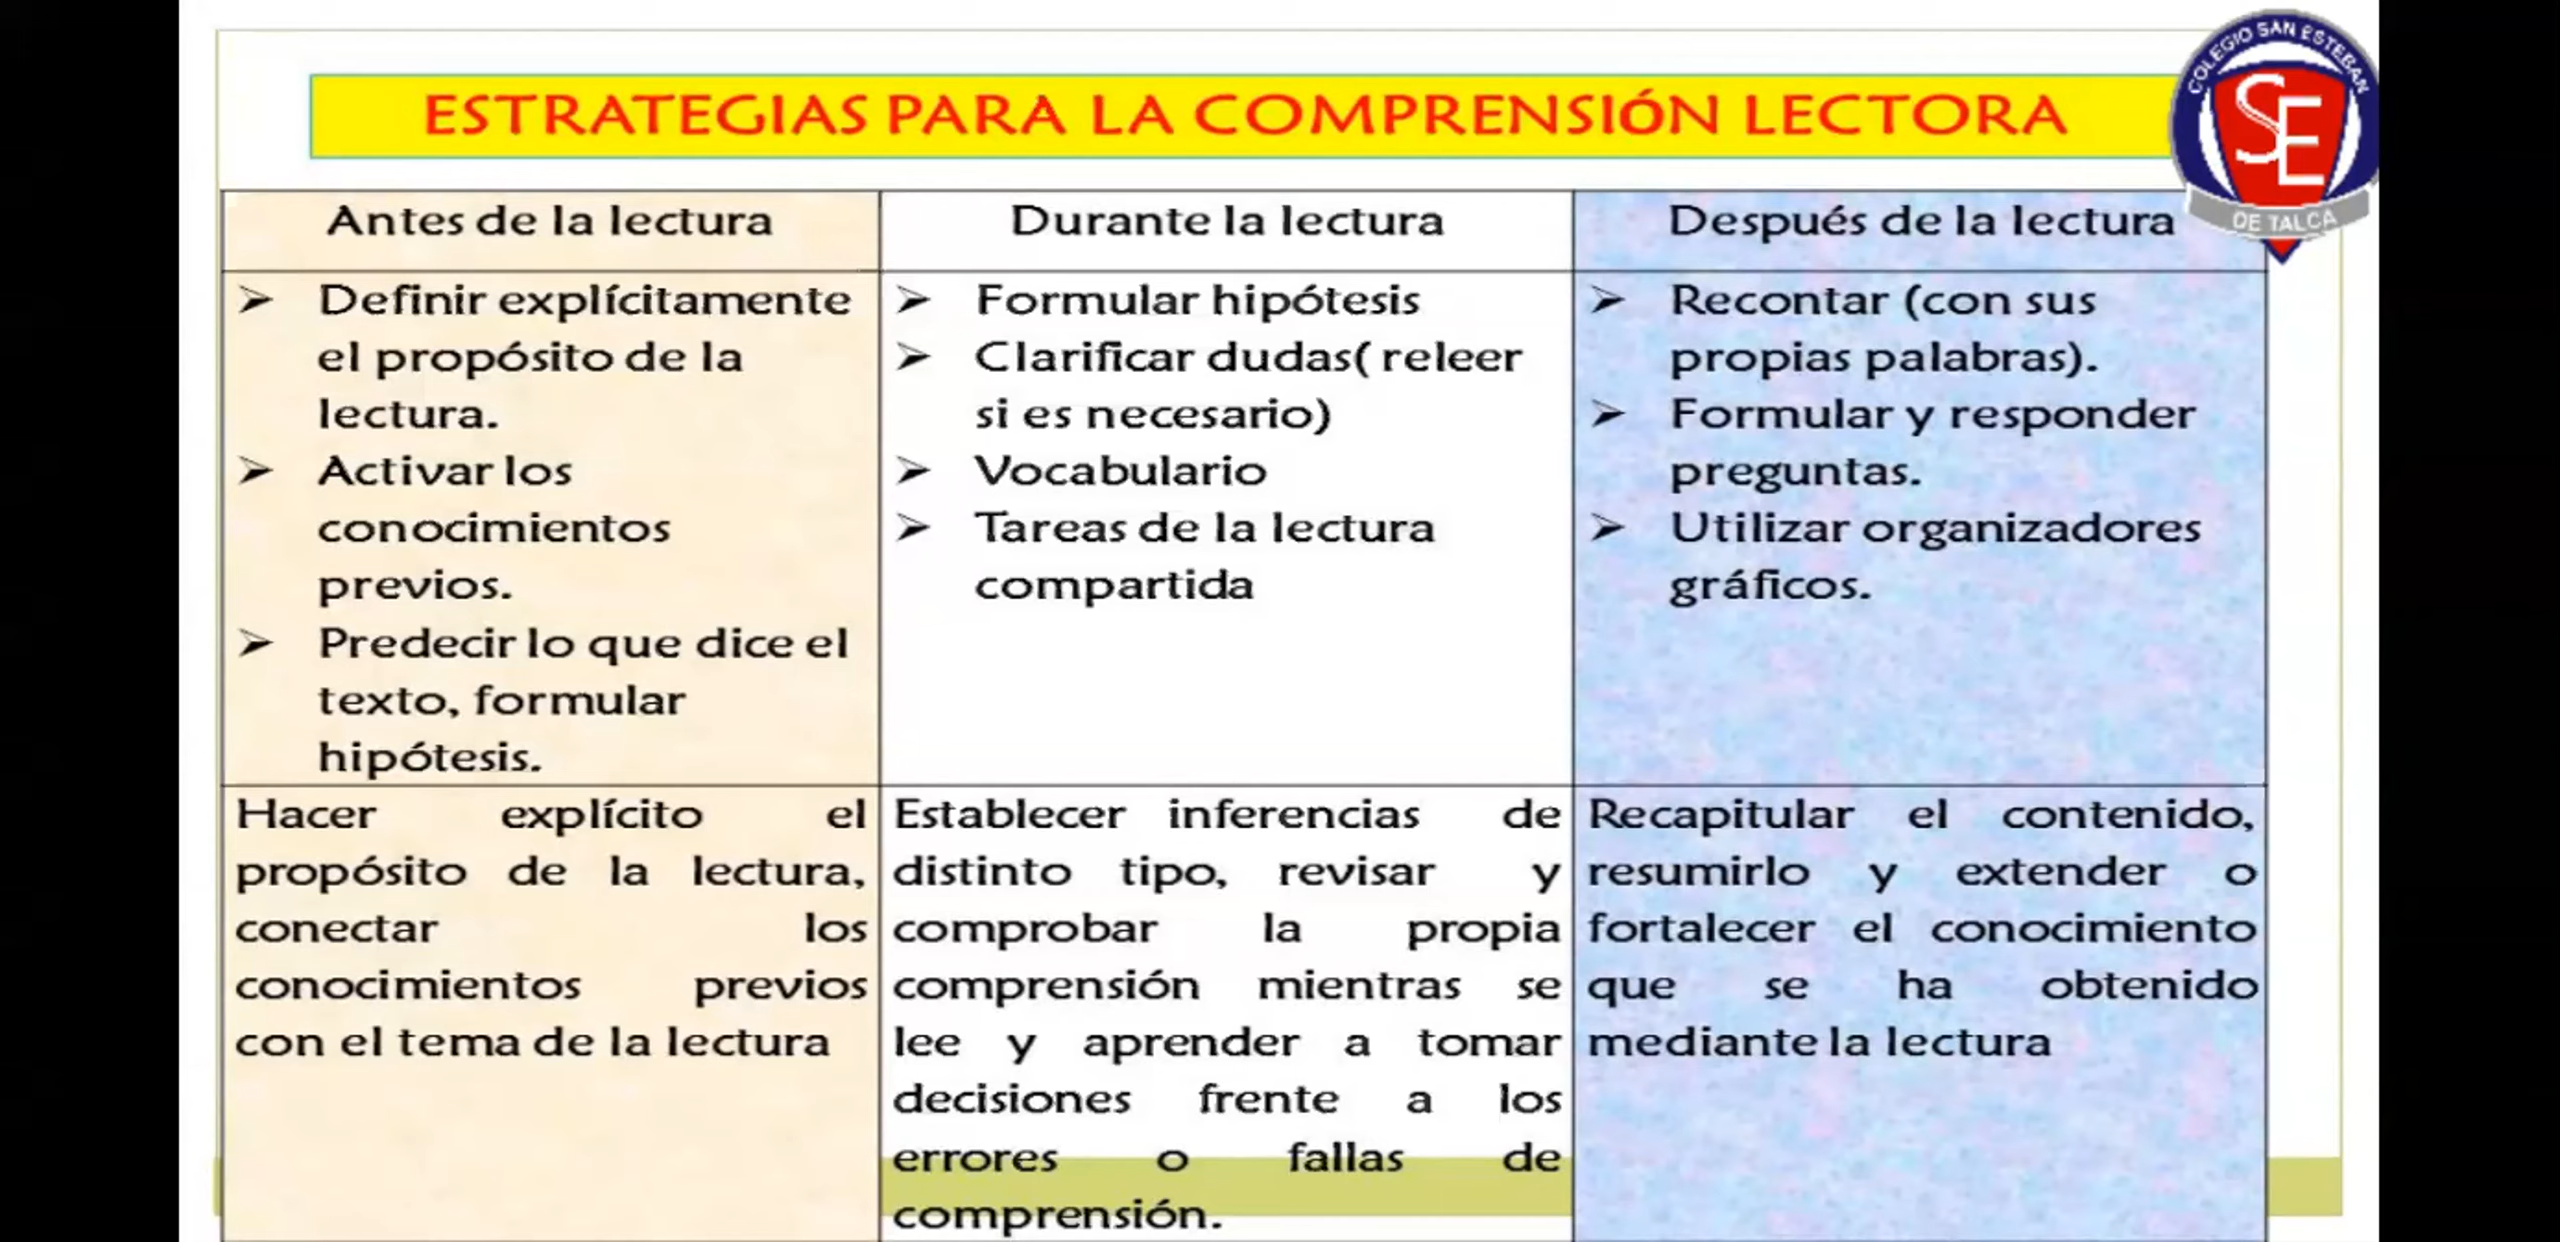 ESTRATEGIAS PARA LA COMPRENSIÓN LECTORA
COLEGIO SAN ESTEBAN
SE
DE TALCA
Antes de la lectura
➢ Definir explícitamente
el propósito de la
lectura.
➢ Activar los
conocimientos
previos.
➢ Predecir lo que dice el
texto, formular
hipótesis.
Hacer explícito el
propósito de la lectura,
conectar los
conocimientos previos
con el tema de la lectura
Durante la lectura
➢ Formular hipótesis
➢ Clarificar dudas( releer
si es necesario)
➢ Vocabulario
➢ Tareas de la lectura
compartida
Establecer inferencias de
distinto tipo, revisar y
comprobar la propia
comprensión mientras se
lee y aprender a tomar
decisiones frente a los
errores o fallas de
comprensión.
Después de la lectura
➢ Recontar (con sus
propias palabras).
➢ Formular y responder
preguntas.
➢ Utilizar organizadores
gráficos.
Recapitular el contenido,
resumirlo y extender o
fortalecer el conocimiento
que se ha obtenido
mediante la lectura